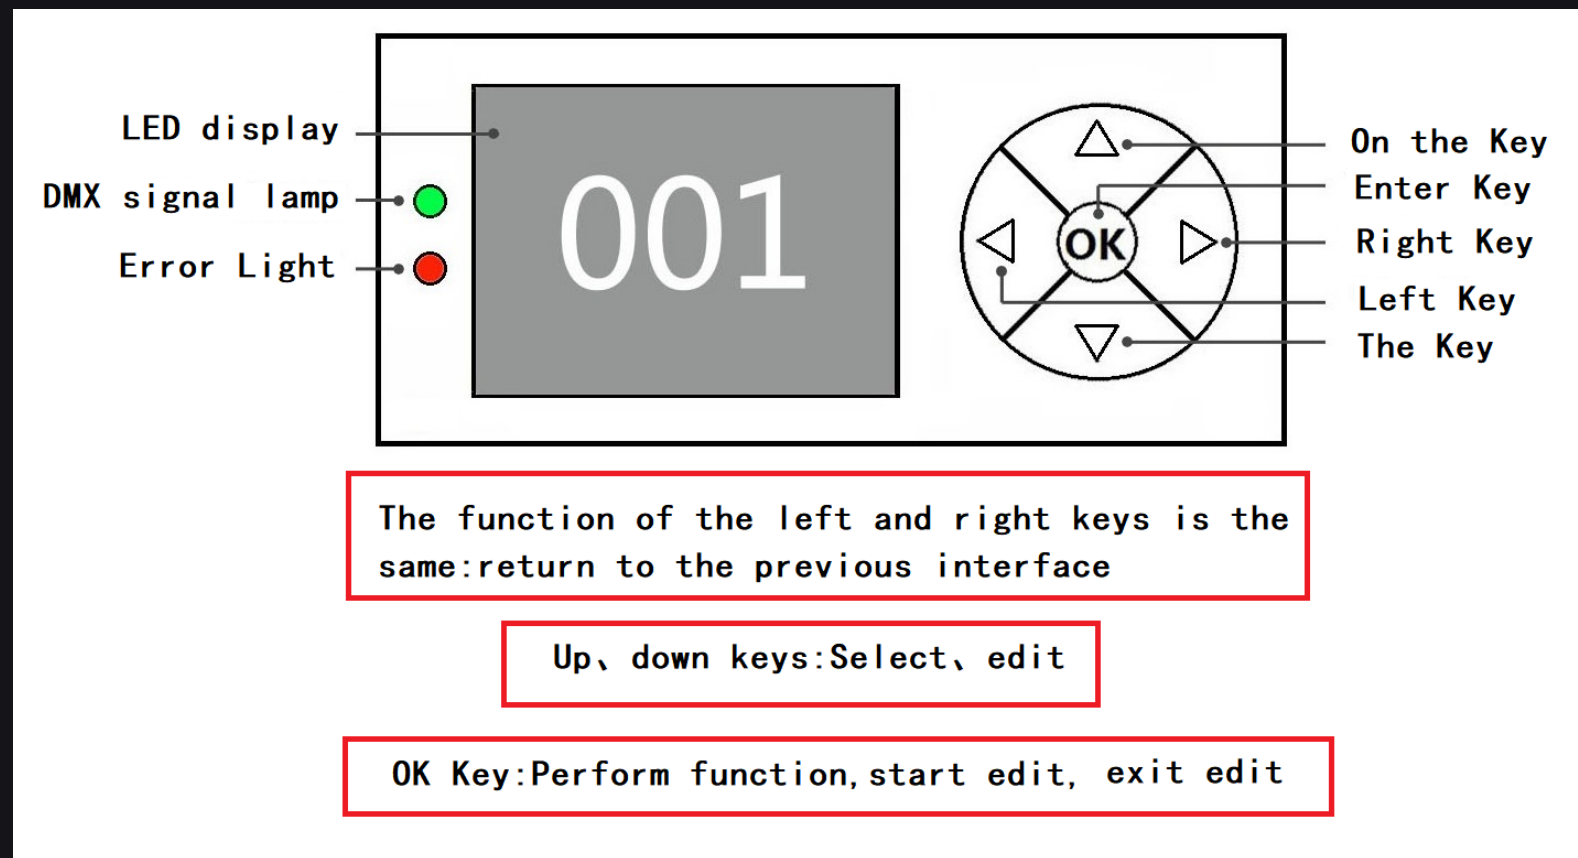 LED display
DMX signal lamp
Error Light
001
OK
On the Key
Enter Key
Right Key
Left Key
The Key
The function of the left and right keys is the
same:return to the previous interface
Up、down keys:Select、edit
OK Key:Perform function,start edit, exit edit